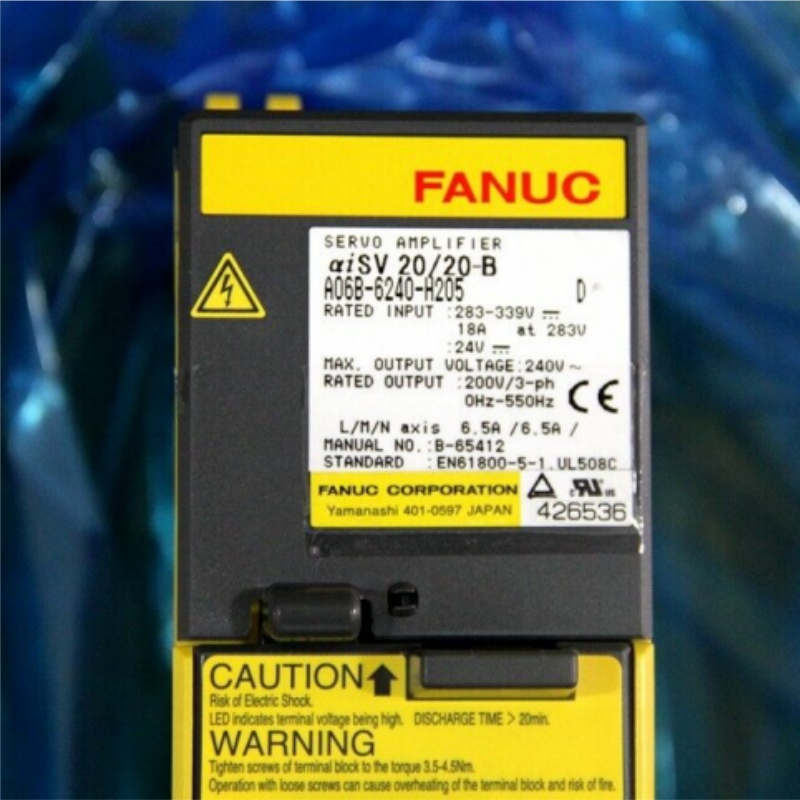 FANUC
SERVO AMPLIFIER
αiSV 20/20-B
A06B-6240-H205 D
RATED INPUT :283-339V ⎓
18A at 283V
:24V ⎓
MAX. OUTPUT VOLTAGE:240V ~
RATED OUTPUT :200V/3-ph
0Hz-550Hz CE
L/M/N axis 6.5A /6.5A /
MANUAL NO.:B-65412
STANDARD :EN61800-5-1.UL508C
FANUC CORPORATION
Yamanashi 401-0597 JAPAN
c RU us
426536
CAUTION
Risk of Electric Shock.
LED indicates terminal voltage being high. DISCHARGE TIME > 20min.
WARNING
Tighten screws of terminal block to the torque 3.5-4.5Nm.
Operation with loose screws can cause overheating of the terminal block and risk of fire.